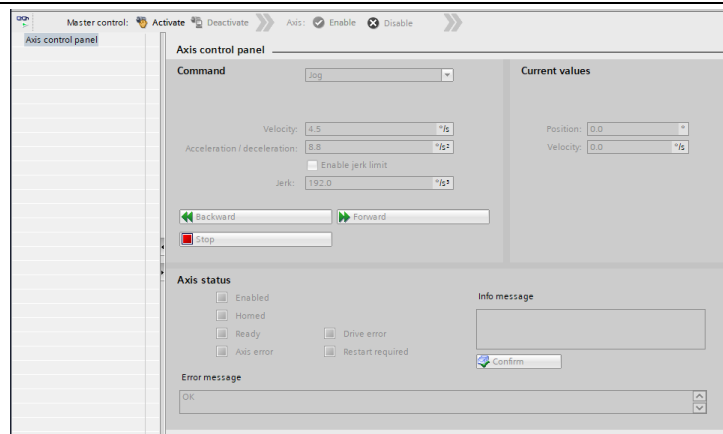 Master control: Activate Deactivate Axis: Enable Disable
Axis control panel
Axis control panel
Command
Jog
Velocity: 4.5 °/s
Acceleration / deceleration: 8.8 °/s²
Enable jerk limit
Jerk: 192.0 °/s³
Backward Forward
Stop
Current values
Position: 0.0 °
Velocity: 0.0 °/s
Axis status
Enabled
Homed
Ready Drive error
Axis error Restart required
Info message
Confirm
Error message
OK